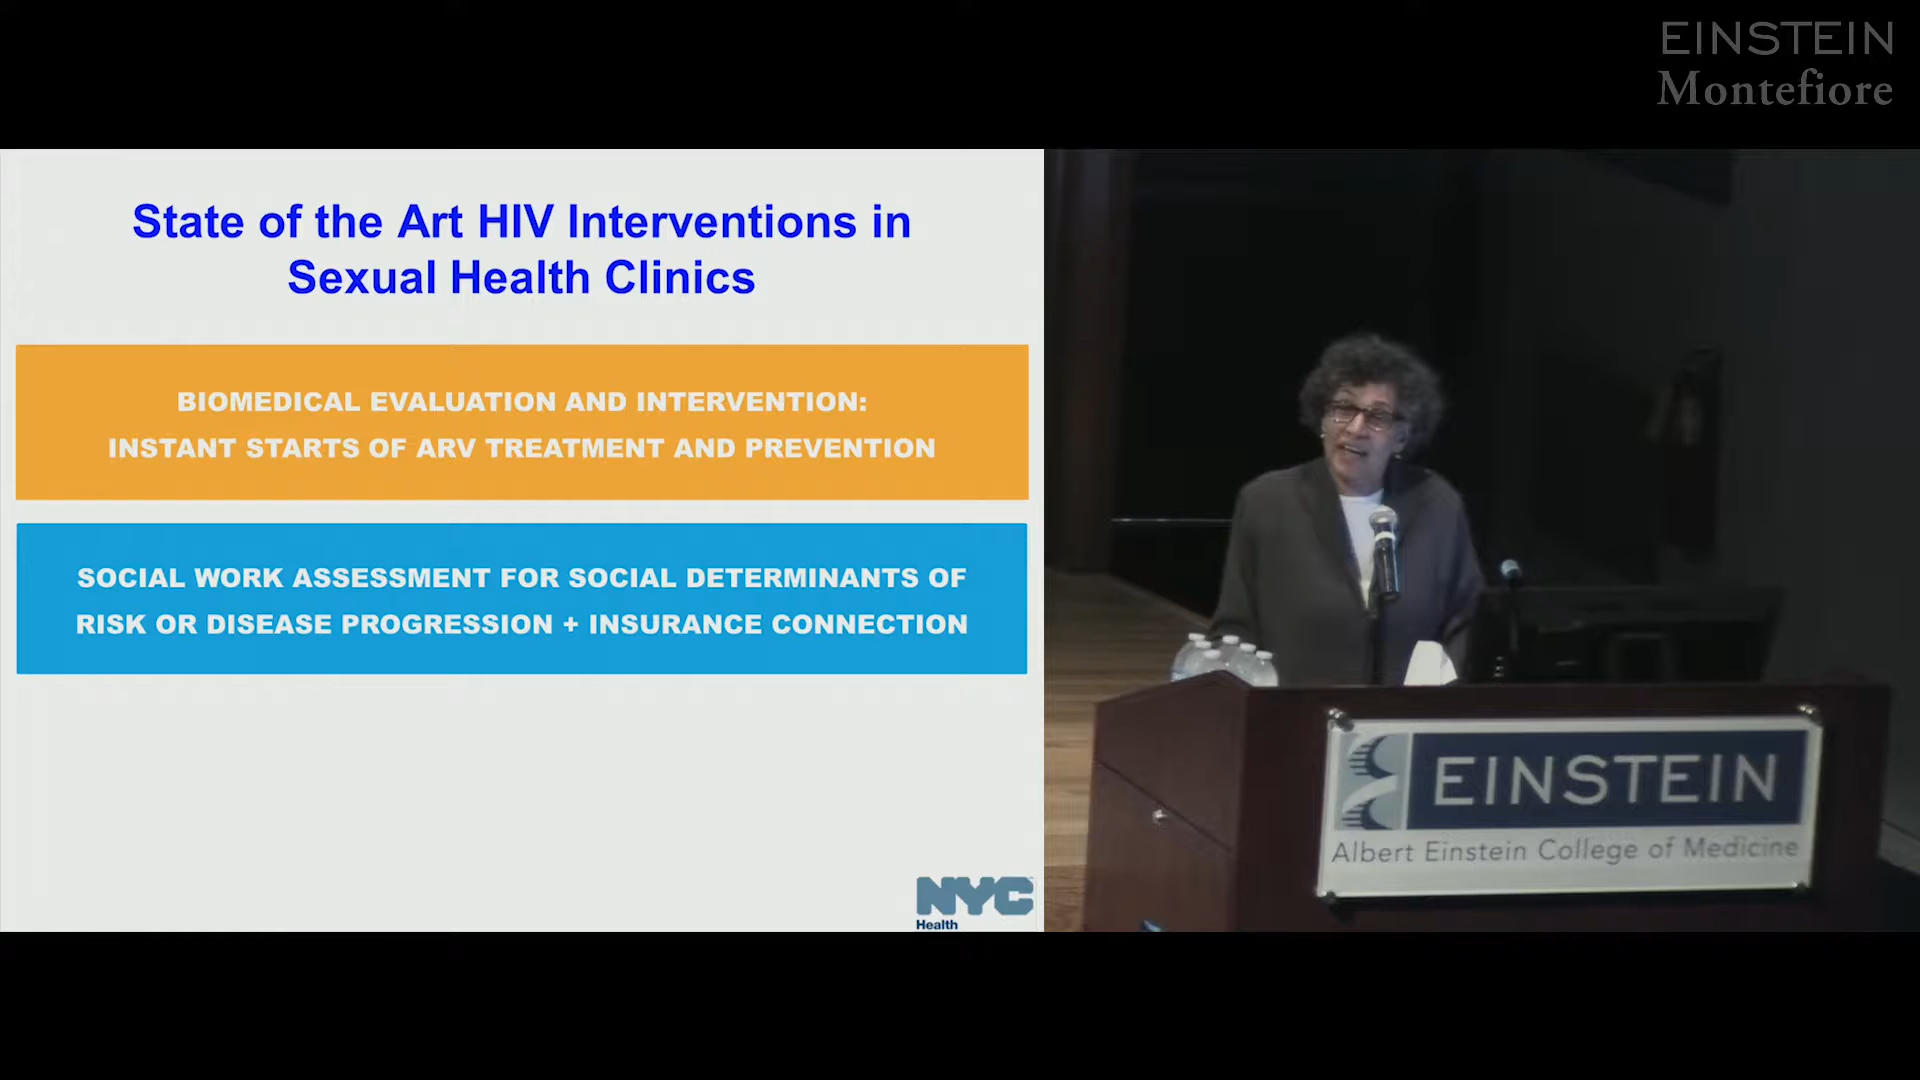 EINSTEIN
Montefiore
State of the Art HIV Interventions in
Sexual Health Clinics
BIOMEDICAL EVALUATION AND INTERVENTION:
INSTANT STARTS OF ARV TREATMENT AND PREVENTION
SOCIAL WORK ASSESSMENT FOR SOCIAL DETERMINANTS OF
RISK OR DISEASE PROGRESSION + INSURANCE CONNECTION
NYC
Health
EINSTEIN
Albert Einstein College of Medicine